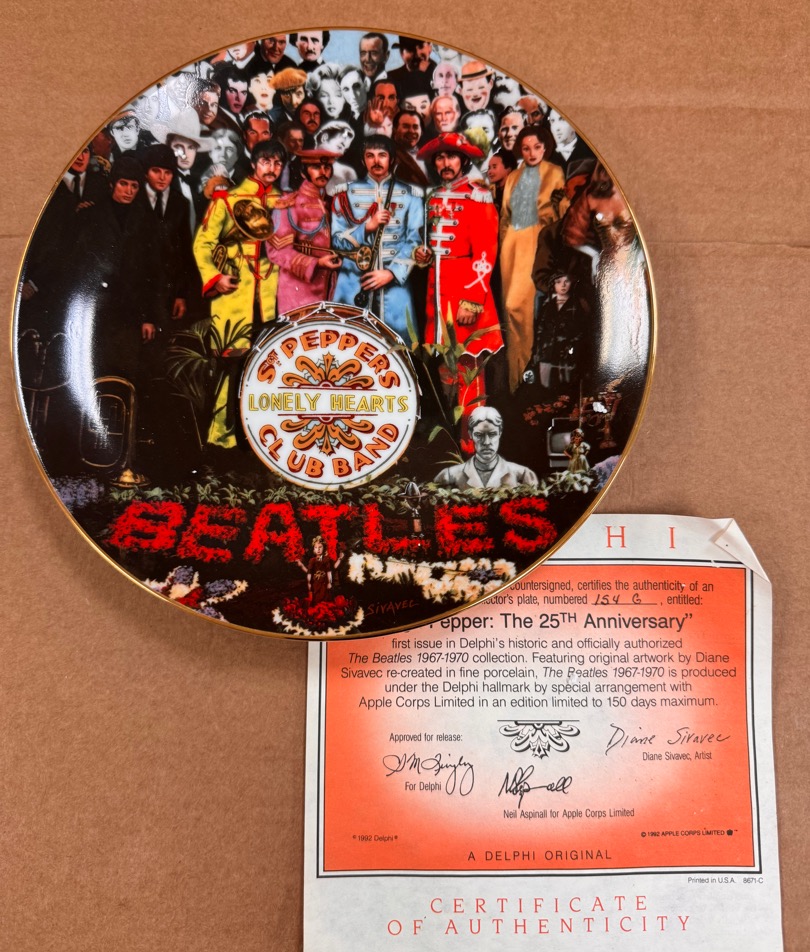 SGT PEPPERS
LONELY HEARTS
CLUB BAND
BEATLES
SIVAVEC
H I
countersigned, certifies the authenticity of an
plate, numbered 154 G, entitled:
epper: The 25TH Anniversary”
first issue in Delphi’s historic and officially authorized
The Beatles 1967-1970 collection. Featuring original artwork by Diane
Sivavec re-created in fine porcelain, The Beatles 1967-1970 is produced
under the Delphi hallmark by special arrangement with
Apple Corps Limited in an edition limited to 150 days maximum.
Approved for release:
For Delphi
Neil Aspinall for Apple Corps Limited
Diane Sivavec
Diane Sivavec, Artist
©1992 Delphi®
© 1992 APPLE CORPS LIMITED ™
A DELPHI ORIGINAL
Printed in U.S.A. 8671-C
CERTIFICATE
OF AUTHENTICITY